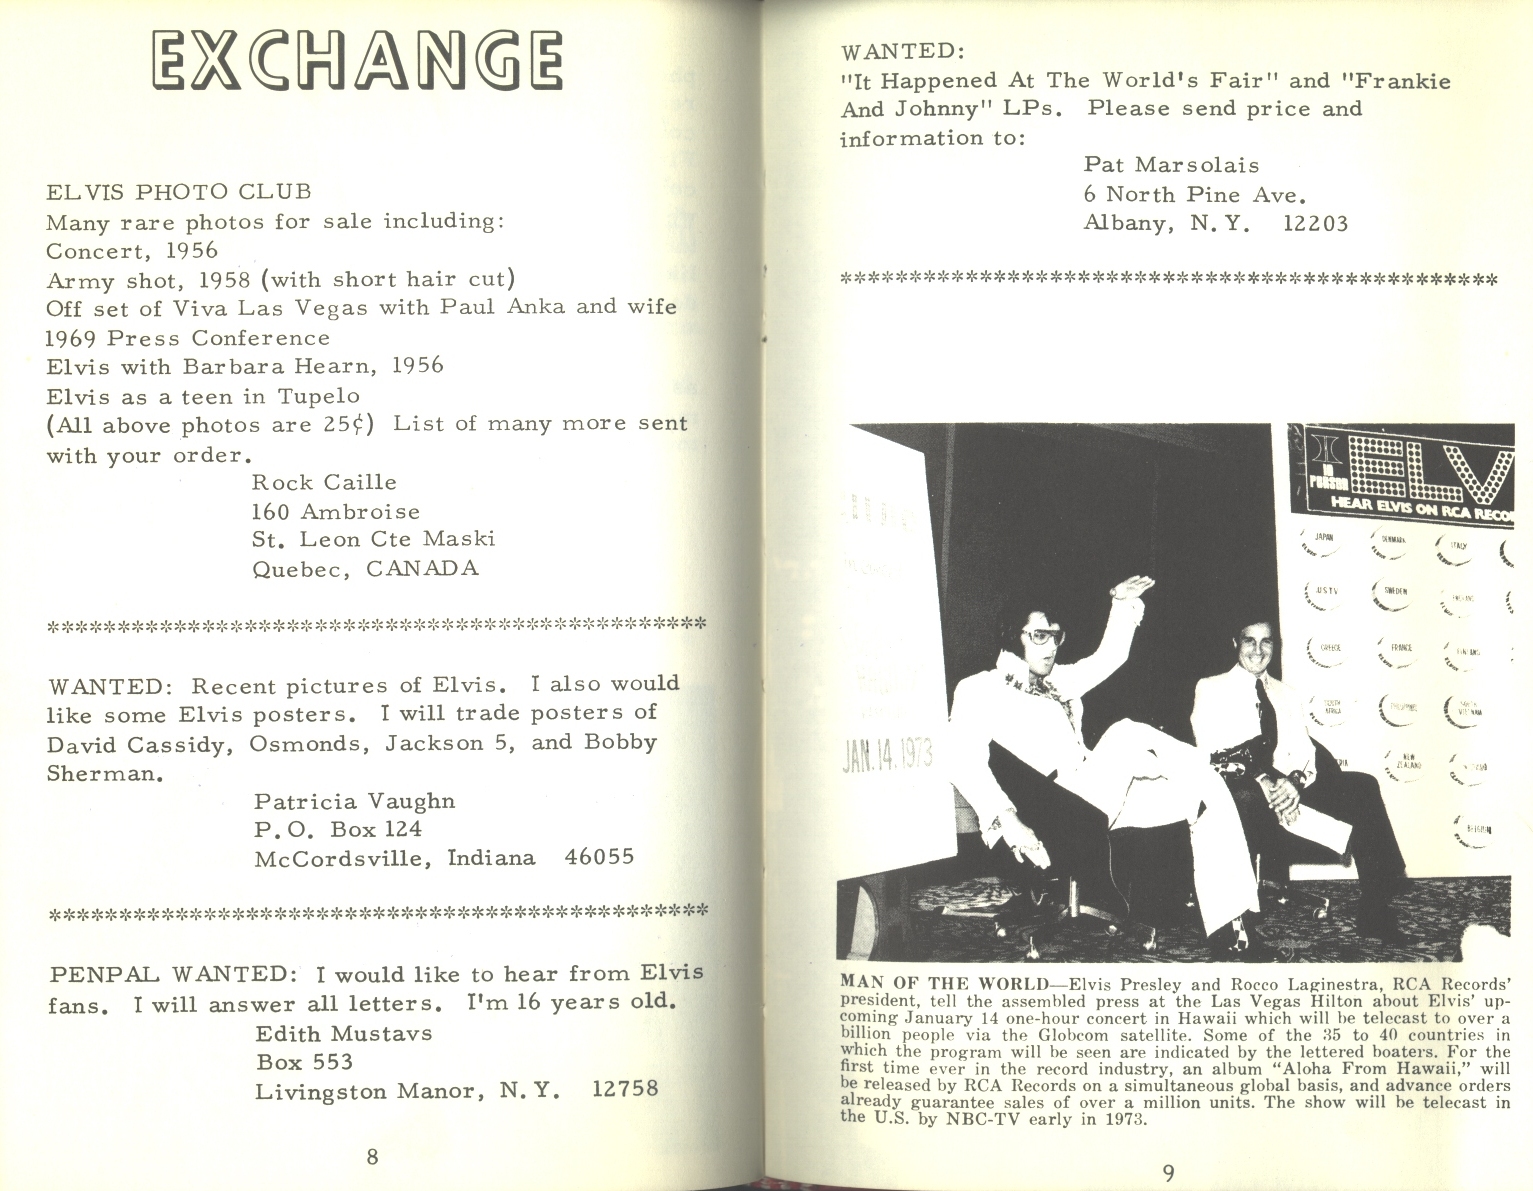 EXCHANGE
ELVIS PHOTO CLUB
Many rare photos for sale including:
Concert, 1956
Army shot, 1958 (with short hair cut)
Off set of Viva Las Vegas with Paul Anka and wife
1969 Press Conference
Elvis with Barbara Hearn, 1956
Elvis as a teen in Tupelo
(All above photos are 25¢) List of many more sent
with your order.
Rock Caille
160 Ambroise
St. Leon Cte Maski
Quebec, CANADA
***********************************************
WANTED: Recent pictures of Elvis. I also would
like some Elvis posters. I will trade posters of
David Cassidy, Osmonds, Jackson 5, and Bobby
Sherman.
Patricia Vaughn
P.O. Box 124
McCordsville, Indiana 46055
***********************************************
PENPAL WANTED: I would like to hear from Elvis
fans. I will answer all letters. I'm 16 years old.
Edith Mustavs
Box 553
Livingston Manor, N.Y. 12758
8
WANTED:
"It Happened At The World's Fair" and "Frankie
And Johnny" LPs. Please send price and
information to:
Pat Marsolais
6 North Pine Ave.
Albany, N.Y. 12203
***********************************************
IN
PERSON
ELV
HEAR ELVIS ON RCA RECO
JAPAN
DENMARK
ITALY
US TV
SWEDEN
GREECE
FRANCE
SOUTH
AFRICA
NEW
ZEALAND
BELGIUM
JAN. 14, 1973
MAN OF THE WORLD—Elvis Presley and Rocco Laginestra, RCA Records'
president, tell the assembled press at the Las Vegas Hilton about Elvis' up-
coming January 14 one-hour concert in Hawaii which will be telecast to over a
billion people via the Globcom satellite. Some of the 35 to 40 countries in
which the program will be seen are indicated by the lettered boaters. For the
first time ever in the record industry, an album "Aloha From Hawaii," will
be released by RCA Records on a simultaneous global basis, and advance orders
already guarantee sales of over a million units. The show will be telecast in
the U.S. by NBC-TV early in 1973.
9